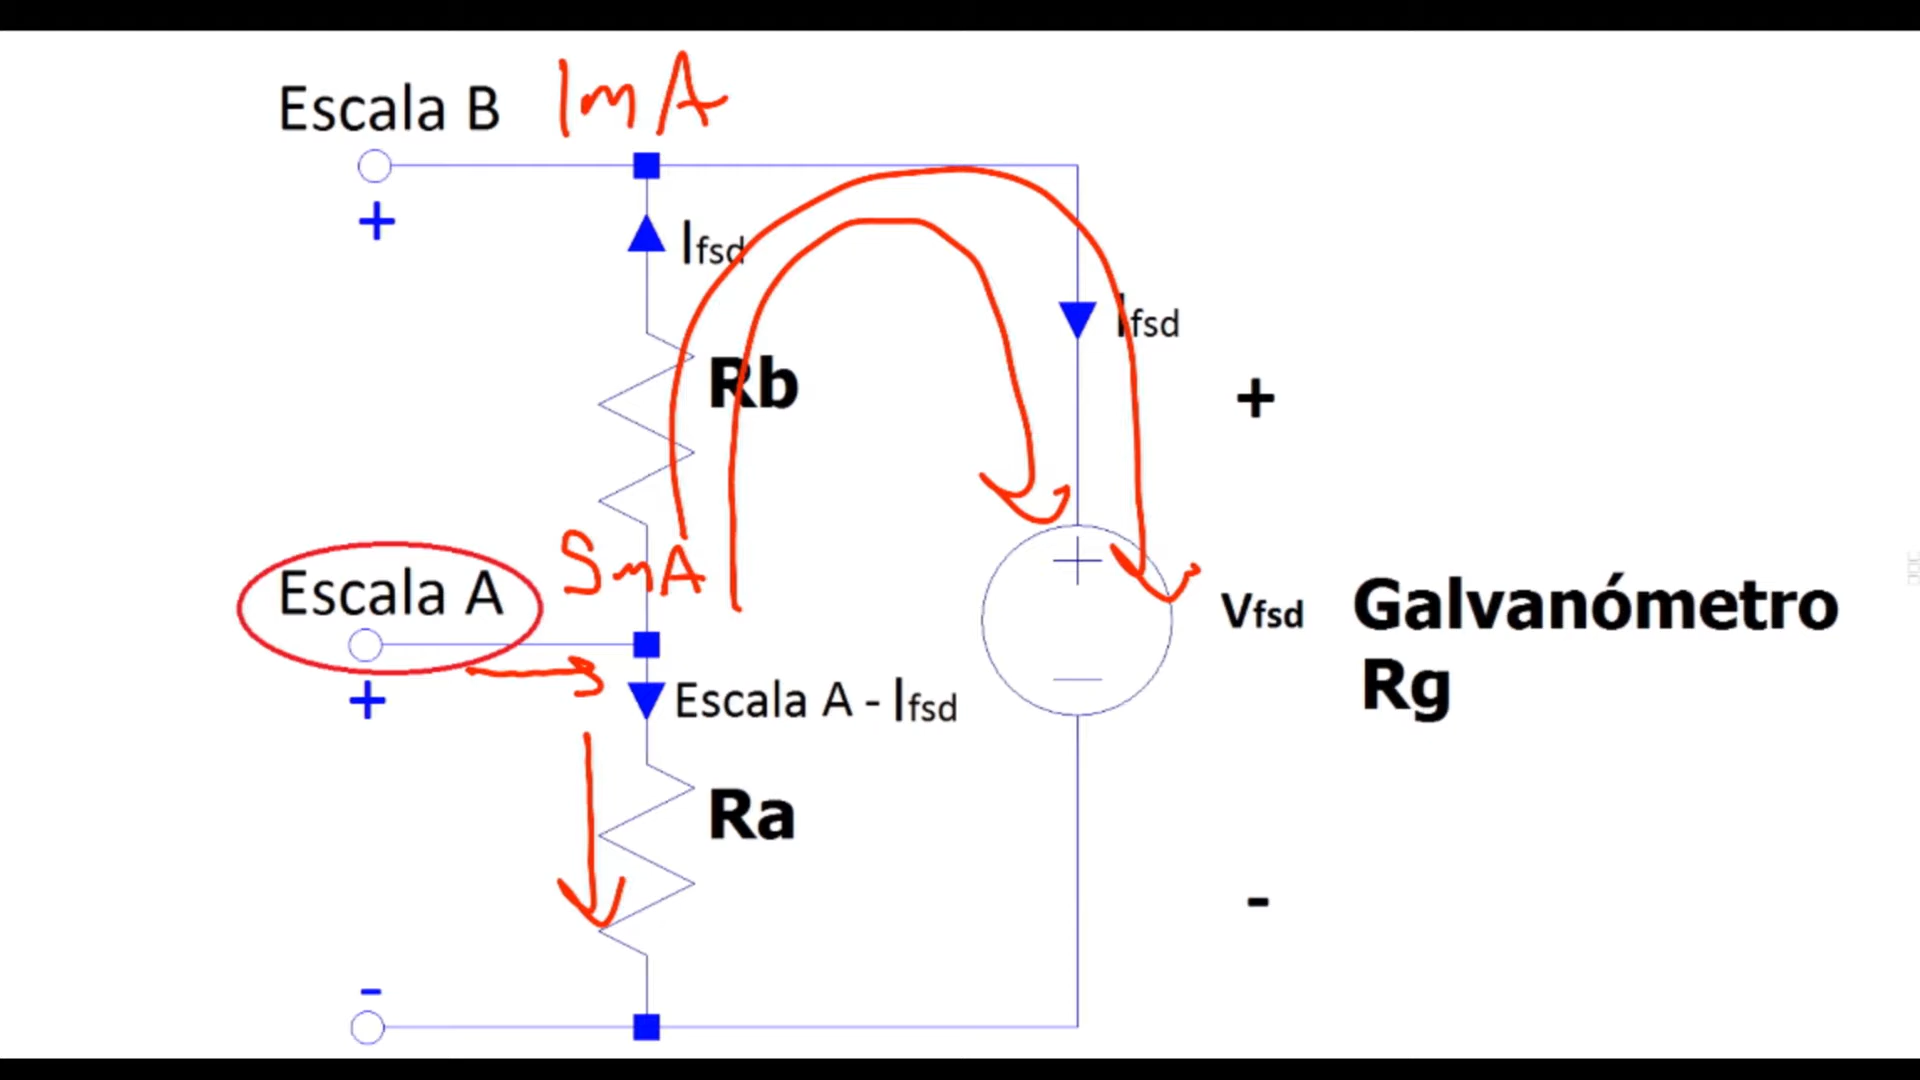 Escala B 1mA
+
Ifsd
Ifsd
Rb
+
5mA
Escala A
+
Escala A - Ifsd
Vfsd Galvanómetro
Rg
Ra
-
-